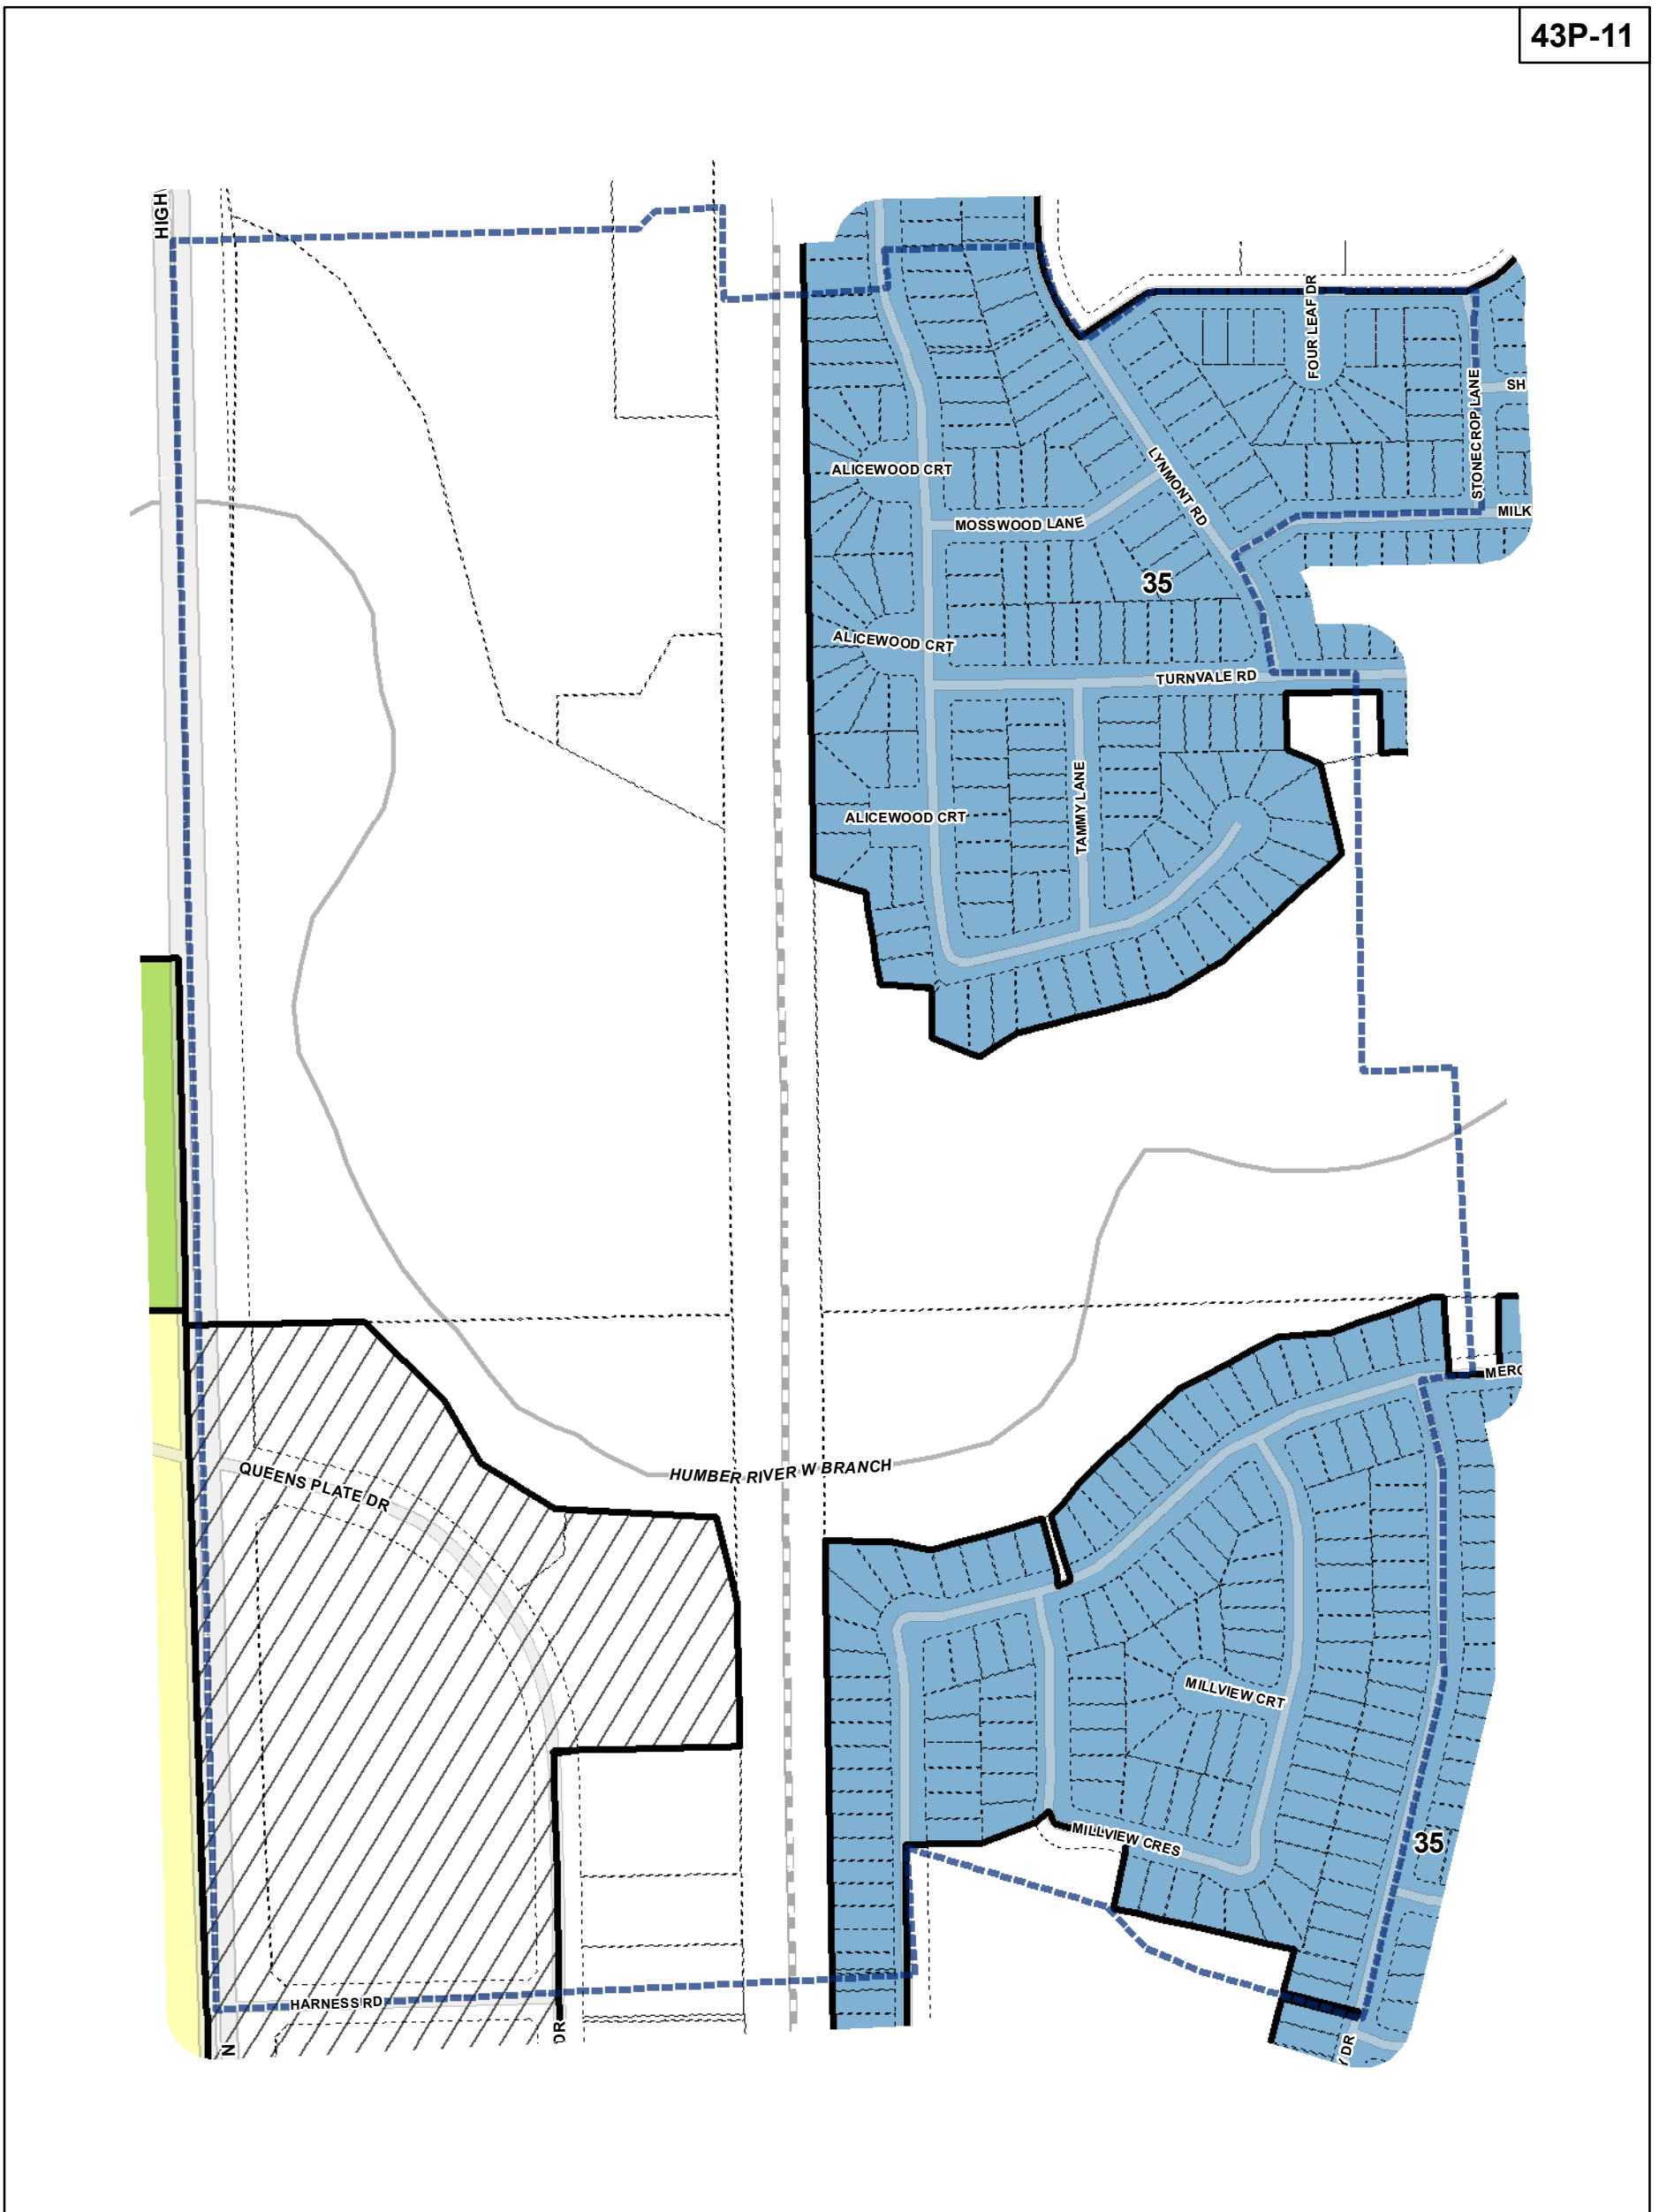 43P-11
HIGH
FOUR LEAF DR
SH
STONECROP LANE
ALICEWOOD CRT
LYNMONT RD
MILK
MOSSWOOD LANE
35
ALICEWOOD CRT
TURNVALE RD
TAMMY LANE
ALICEWOOD CRT
MERC
HUMBER RIVER W BRANCH
QUEENS PLATE DR
MILLVIEW CRT
MILLVIEW CRES
35
HARNESS RD
DR
N
Y DR